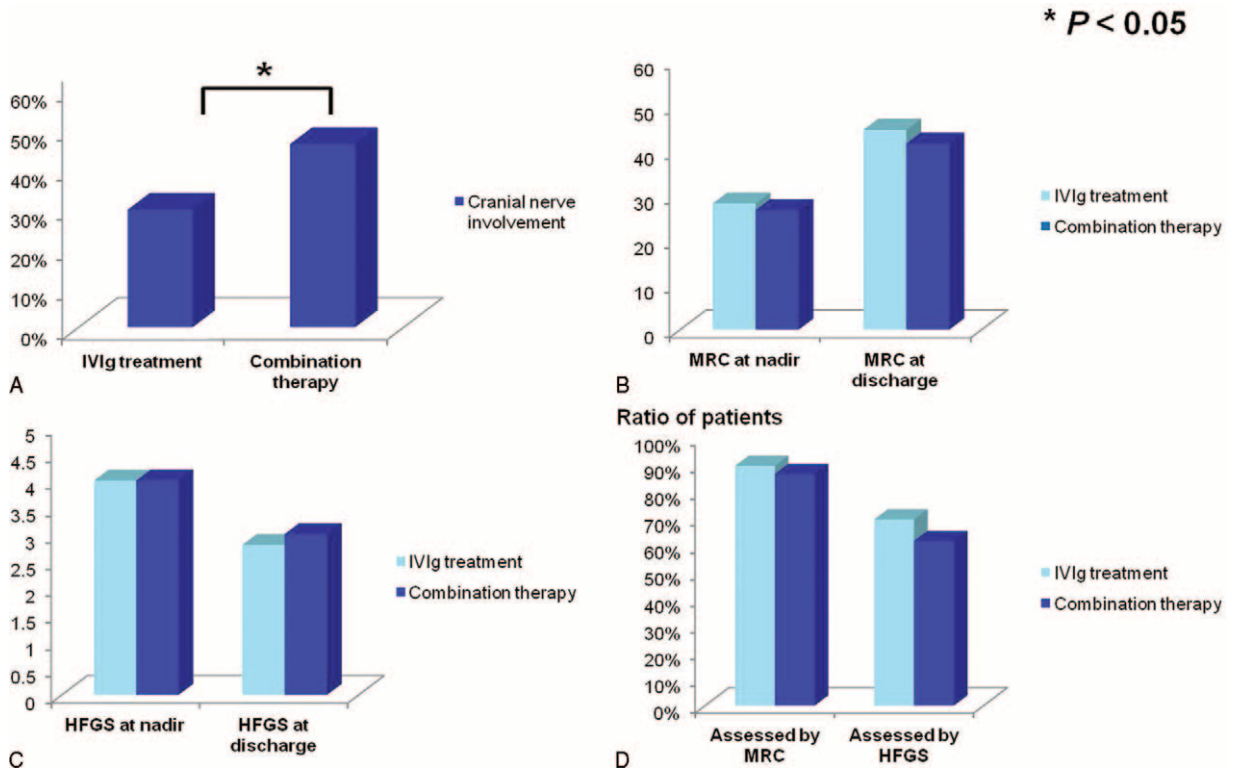 * P < 0.05
*
60%
50%
40%
30%
20%
10%
0%
IVIg treatment
Combination
therapy
Cranial nerve
involvement
A
60
50
40
30
20
10
0
MRC at nadir
MRC at
discharge
IVIg treatment
Combination therapy
B
5
4.5
4
3.5
3
2.5
2
1.5
1
0.5
0
HFGS at nadir
HFGS at
discharge
IVIg treatment
Combination therapy
C
Ratio of patients
100%
90%
80%
70%
60%
50%
40%
30%
20%
10%
0%
Assessed by
MRC
Assessed by
HFGS
IVIg treatment
Combination therapy
D